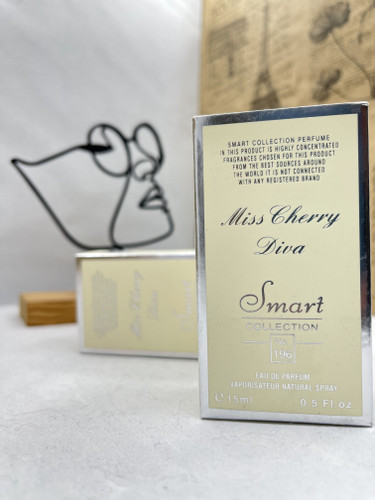 SMART COLLECTION PERFUME
IN THIS PRODUCT IS HIGHLY CONCENTRATED
FRAGRANCES CHOSEN FOR THIS PRODUCT
FROM THE BEST SOURCES AROUND
THE WORLD IT IS NOT CONNECTED
WITH ANY REGISTERED BRAND
Miss Cherry
Diva
Smart
COLLECTION
196
EAU DE PARFUM
VAPORISATEUR NATURAL SPRAY
℮ 15ml 0.5 Fl oz